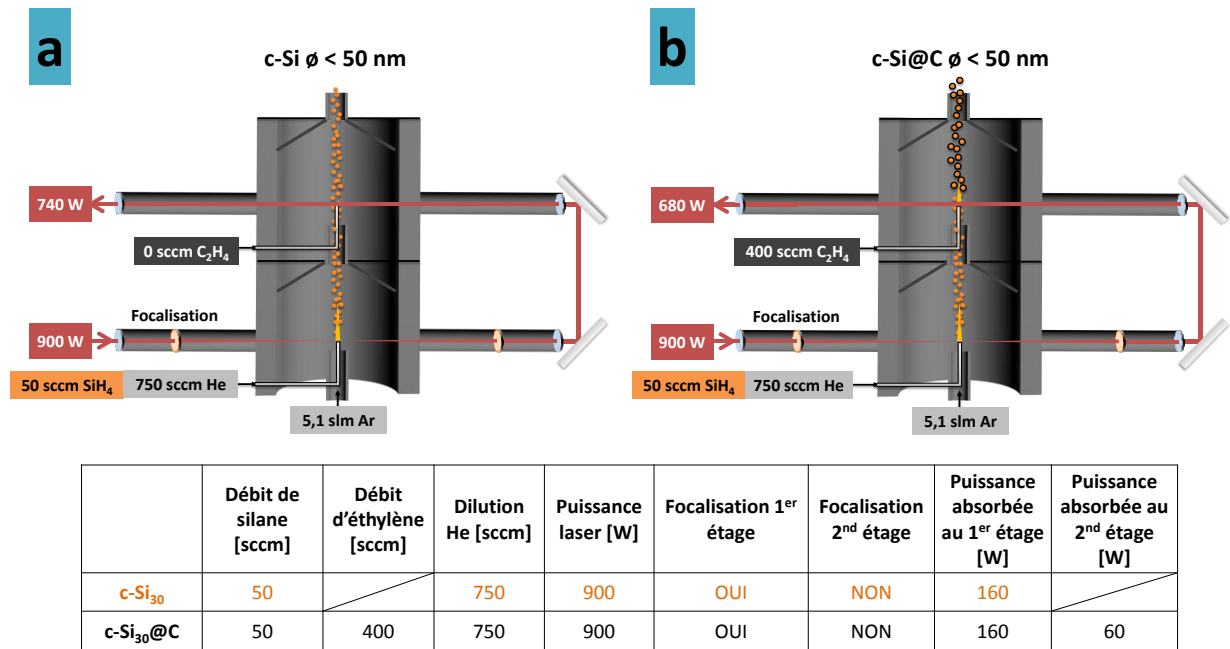 a
c-Si ø < 50 nm
740 W
0 sccm C₂H₄
Focalisation
900 W
50 sccm SiH₄
750 sccm He
5,1 slm Ar
b
c-Si@C ø < 50 nm
680 W
400 sccm C₂H₄
Focalisation
900 W
50 sccm SiH₄
750 sccm He
5,1 slm Ar
Débit de silane [sccm]
Débit d'éthylène [sccm]
Dilution He [sccm]
Puissance laser [W]
Focalisation 1er étage
Focalisation 2nd étage
Puissance absorbée au 1er étage [W]
Puissance absorbée au 2nd étage [W]
c-Si₃₀ 50 750 900 OUI NON 160
c-Si₃₀@C 50 400 750 900 OUI NON 160 60